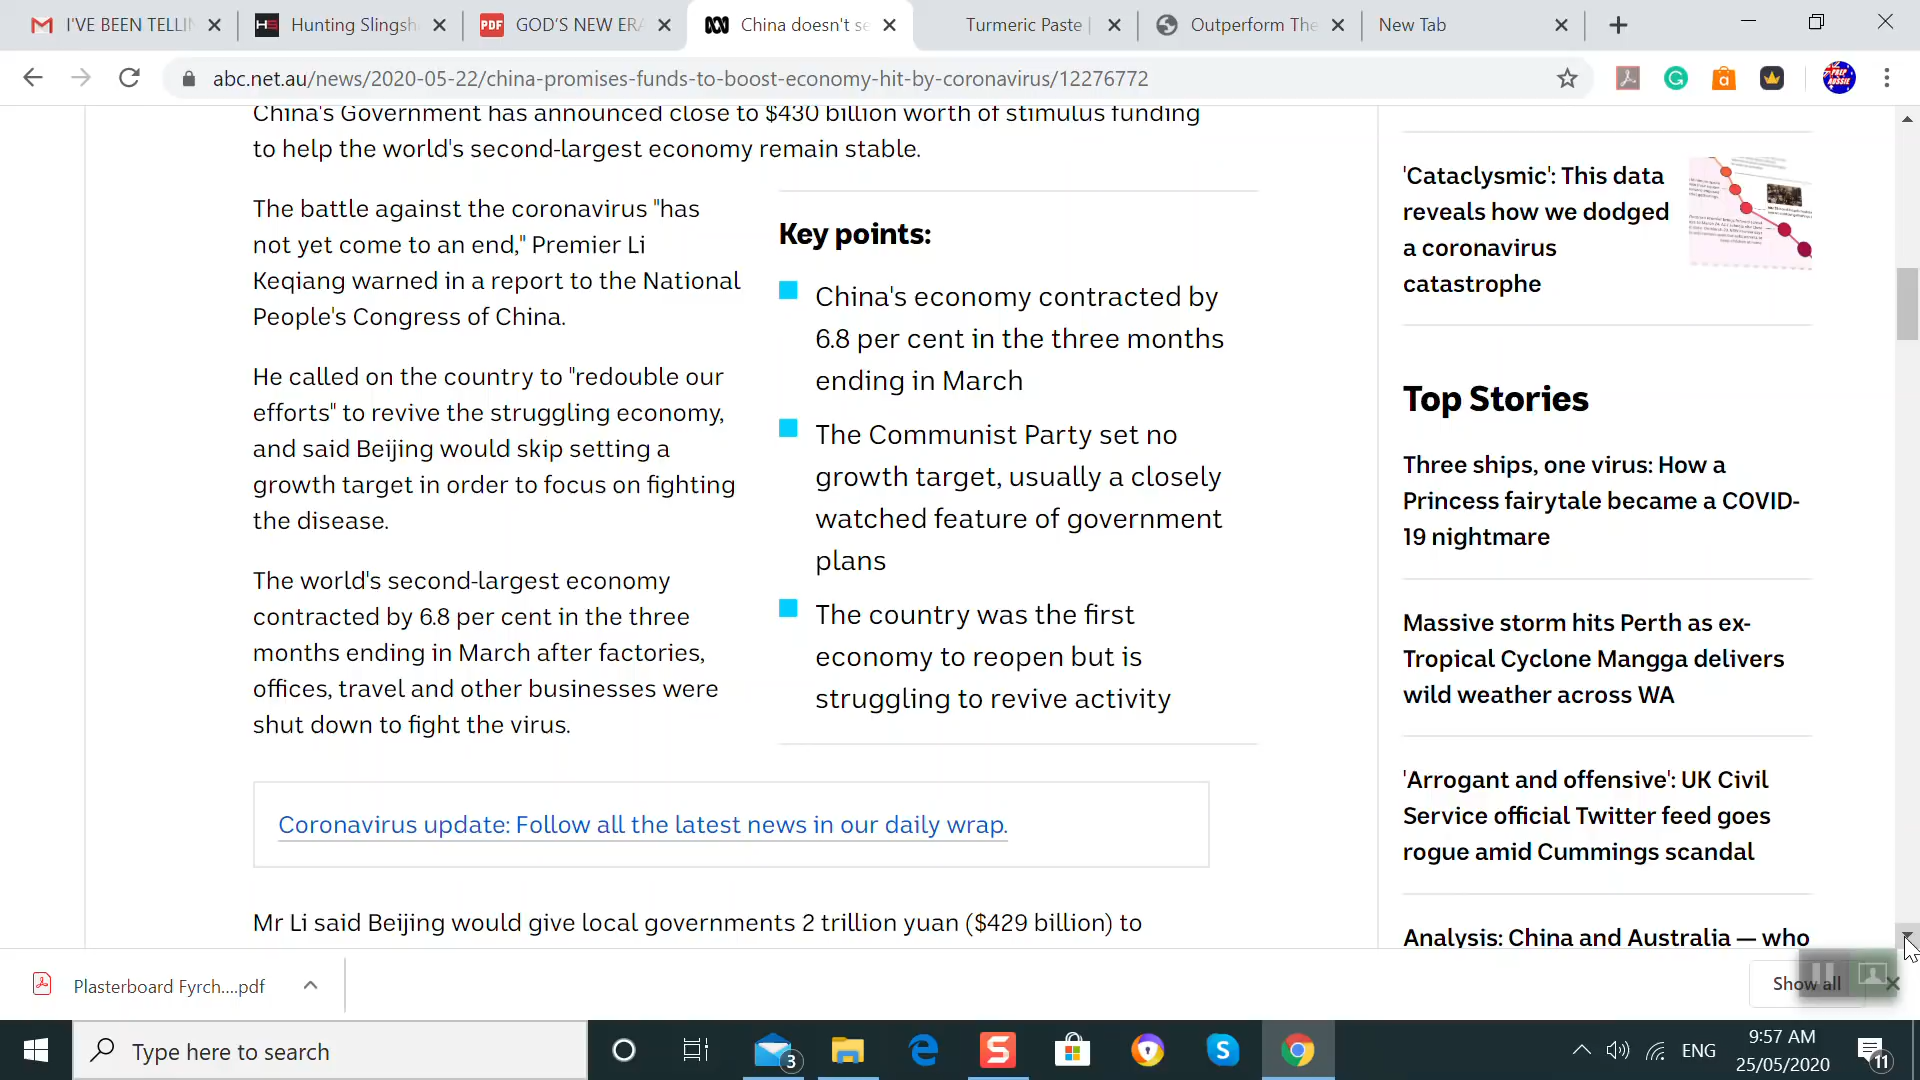 I'VE BEEN TELLIN
Hunting Slingsh
GOD'S NEW ERA
China doesn't se
Turmeric Paste |
Outperform The
New Tab
abc.net.au/news/2020-05-22/china-promises-funds-to-boost-economy-hit-by-coronavirus/12276772
China's Government has announced close to $430 billion worth of stimulus funding
to help the world's second-largest economy remain stable.
The battle against the coronavirus "has
not yet come to an end," Premier Li
Keqiang warned in a report to the National
People's Congress of China.
He called on the country to "redouble our
efforts" to revive the struggling economy,
and said Beijing would skip setting a
growth target in order to focus on fighting
the disease.
The world's second-largest economy
contracted by 6.8 per cent in the three
months ending in March after factories,
offices, travel and other businesses were
shut down to fight the virus.
Key points:
China's economy contracted by
6.8 per cent in the three months
ending in March
The Communist Party set no
growth target, usually a closely
watched feature of government
plans
The country was the first
economy to reopen but is
struggling to revive activity
Coronavirus update: Follow all the latest news in our daily wrap.
Mr Li said Beijing would give local governments 2 trillion yuan ($429 billion) to
'Cataclysmic': This data
reveals how we dodged
a coronavirus
catastrophe
Top Stories
Three ships, one virus: How a
Princess fairytale became a COVID-
19 nightmare
Massive storm hits Perth as ex-
Tropical Cyclone Mangga delivers
wild weather across WA
'Arrogant and offensive': UK Civil
Service official Twitter feed goes
rogue amid Cummings scandal
Analysis: China and Australia — who
Plasterboard Fyrch....pdf
Show all
Type here to search
3
ENG
9:57 AM
25/05/2020
11